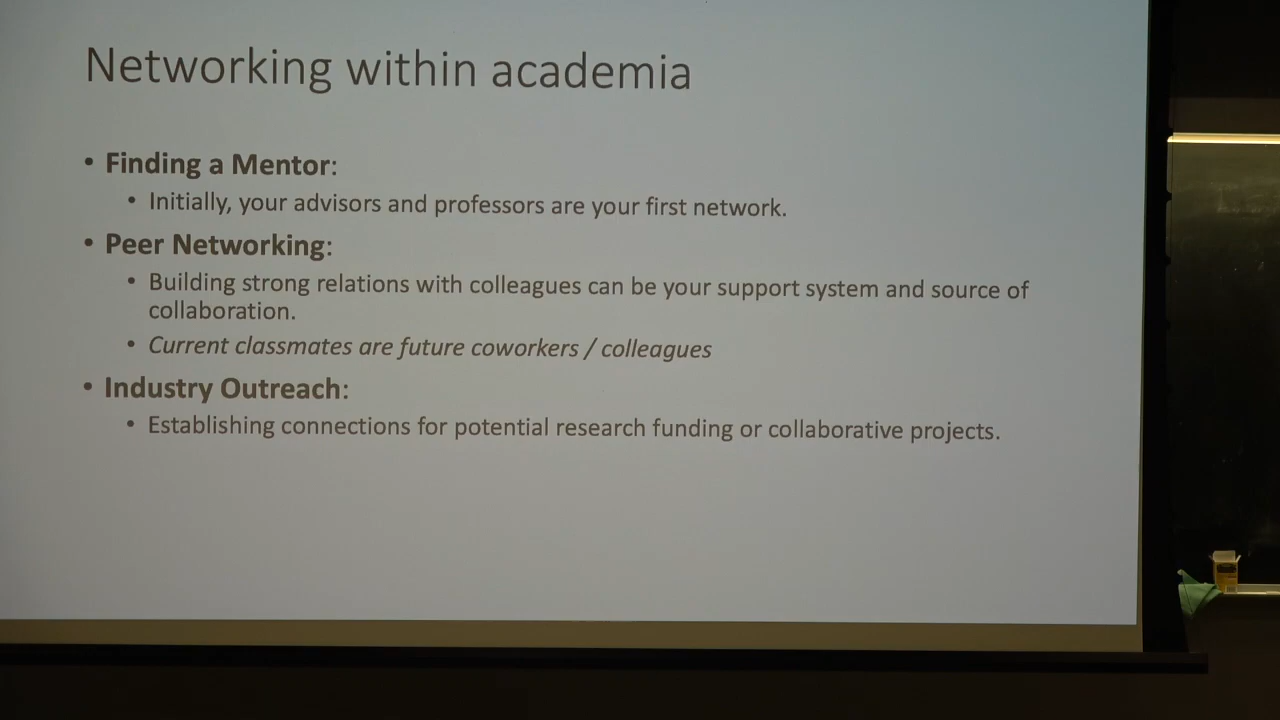 Networking within academia
• Finding a Mentor:
• Initially, your advisors and professors are your first network.
• Peer Networking:
• Building strong relations with colleagues can be your support system and source of
collaboration.
• Current classmates are future coworkers / colleagues
• Industry Outreach:
• Establishing connections for potential research funding or collaborative projects.